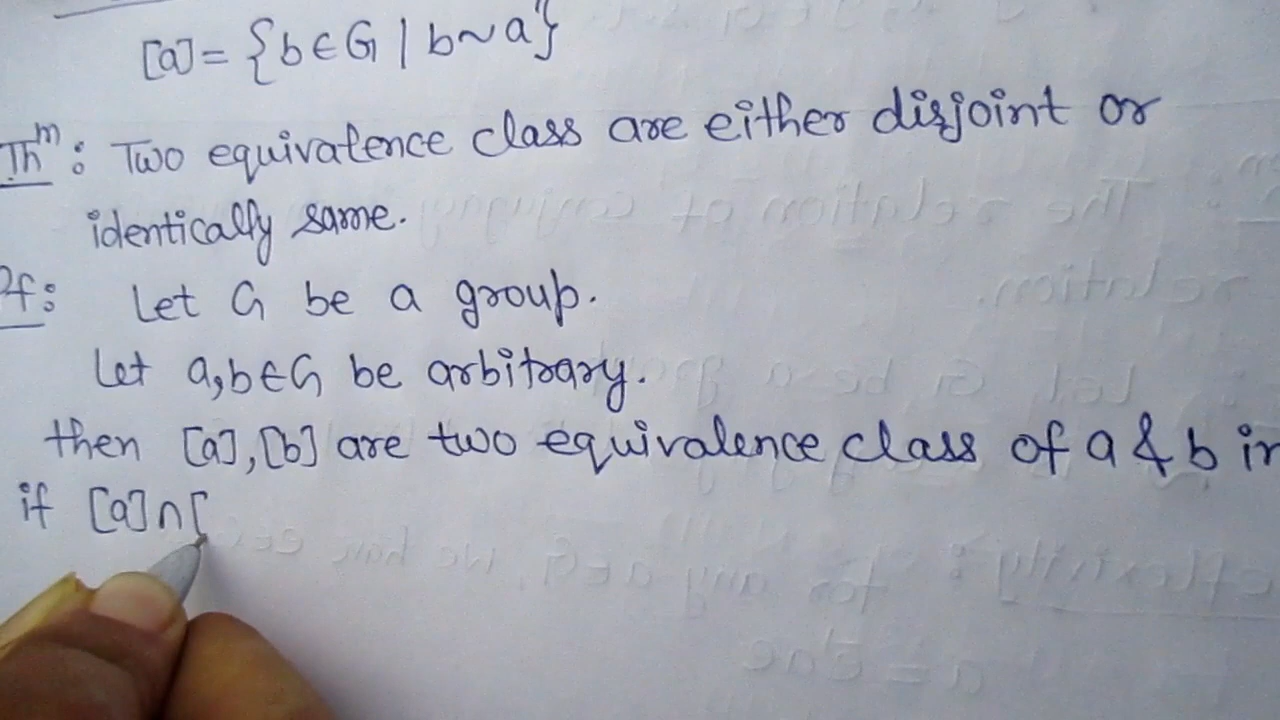 [a] = {b∈G | b~a}
Thᵐ: Two equivalence class are either disjoint or
identically same.
Pf: Let G be a group.
Let a,b∈G be arbitrary.
then [a],[b] are two equivalence class of a & b in
if [a]∩[